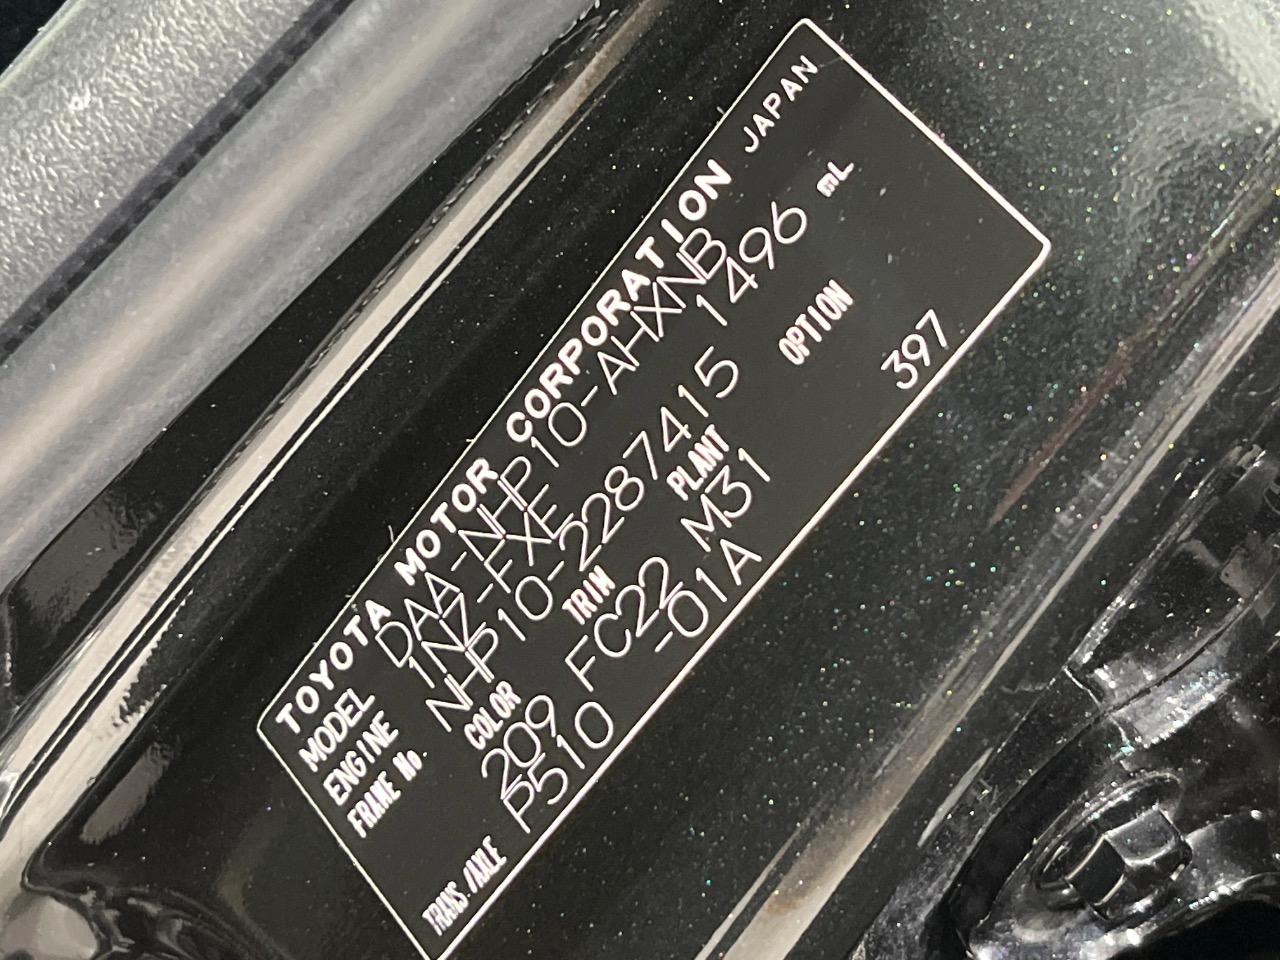 TOYOTA MOTOR CORPORATION JAPAN
MODEL DAA-NHP10-AHXNB
ENGINE 1NZ-FXE 1496 mL
FRAME No. NHP10-2287415
COLOR TRIM PLANT OPTION
209 FC22 M31
TRANS/AXLE P510 -01A 397